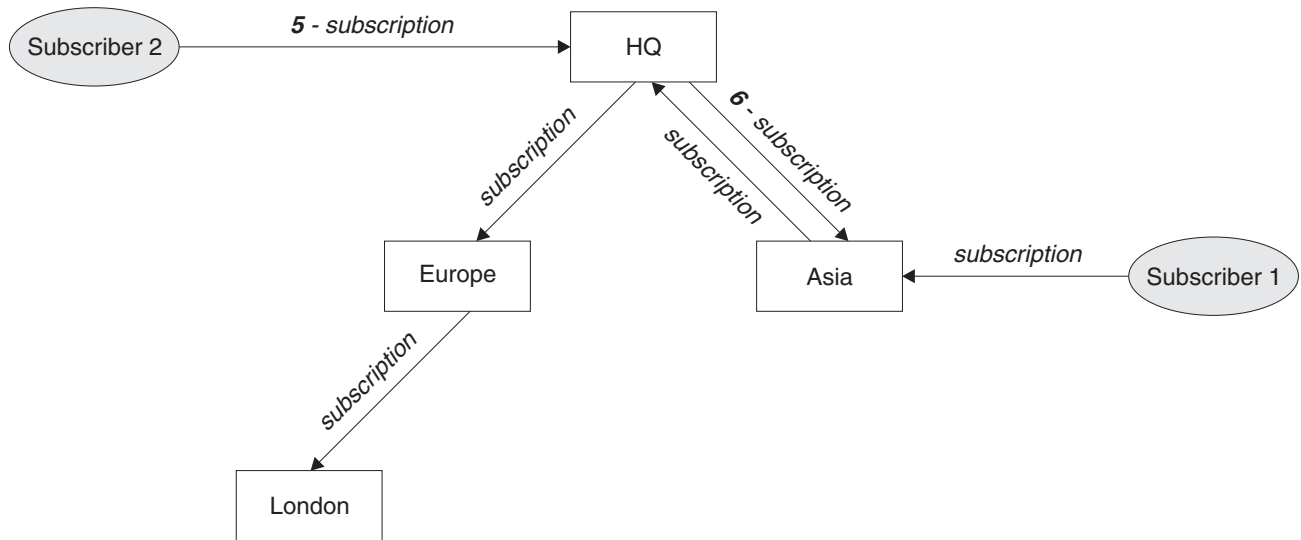 Subscriber 2
5 - subscription
HQ
subscription
subscription
6 - subscription
Europe
Asia
subscription
Subscriber 1
subscription
London